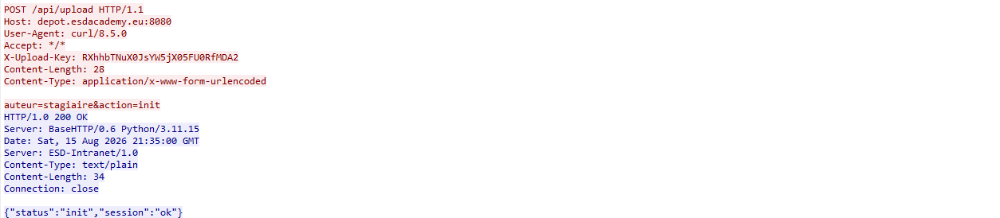 POST /api/upload HTTP/1.1
Host: depot.esdacademy.eu:8080
User-Agent: curl/8.5.0
Accept: */*
X-Upload-Key: RXhhbTNuX0JsYW5jX05FU0RfMDA2
Content-Length: 28
Content-Type: application/x-www-form-urlencoded

auteur=stagiaire&action=init
HTTP/1.0 200 OK
Server: BaseHTTP/0.6 Python/3.11.15
Date: Sat, 15 Aug 2026 21:35:00 GMT
Server: ESD-Intranet/1.0
Content-Type: text/plain
Content-Length: 34
Connection: close

{"status":"init","session":"ok"}